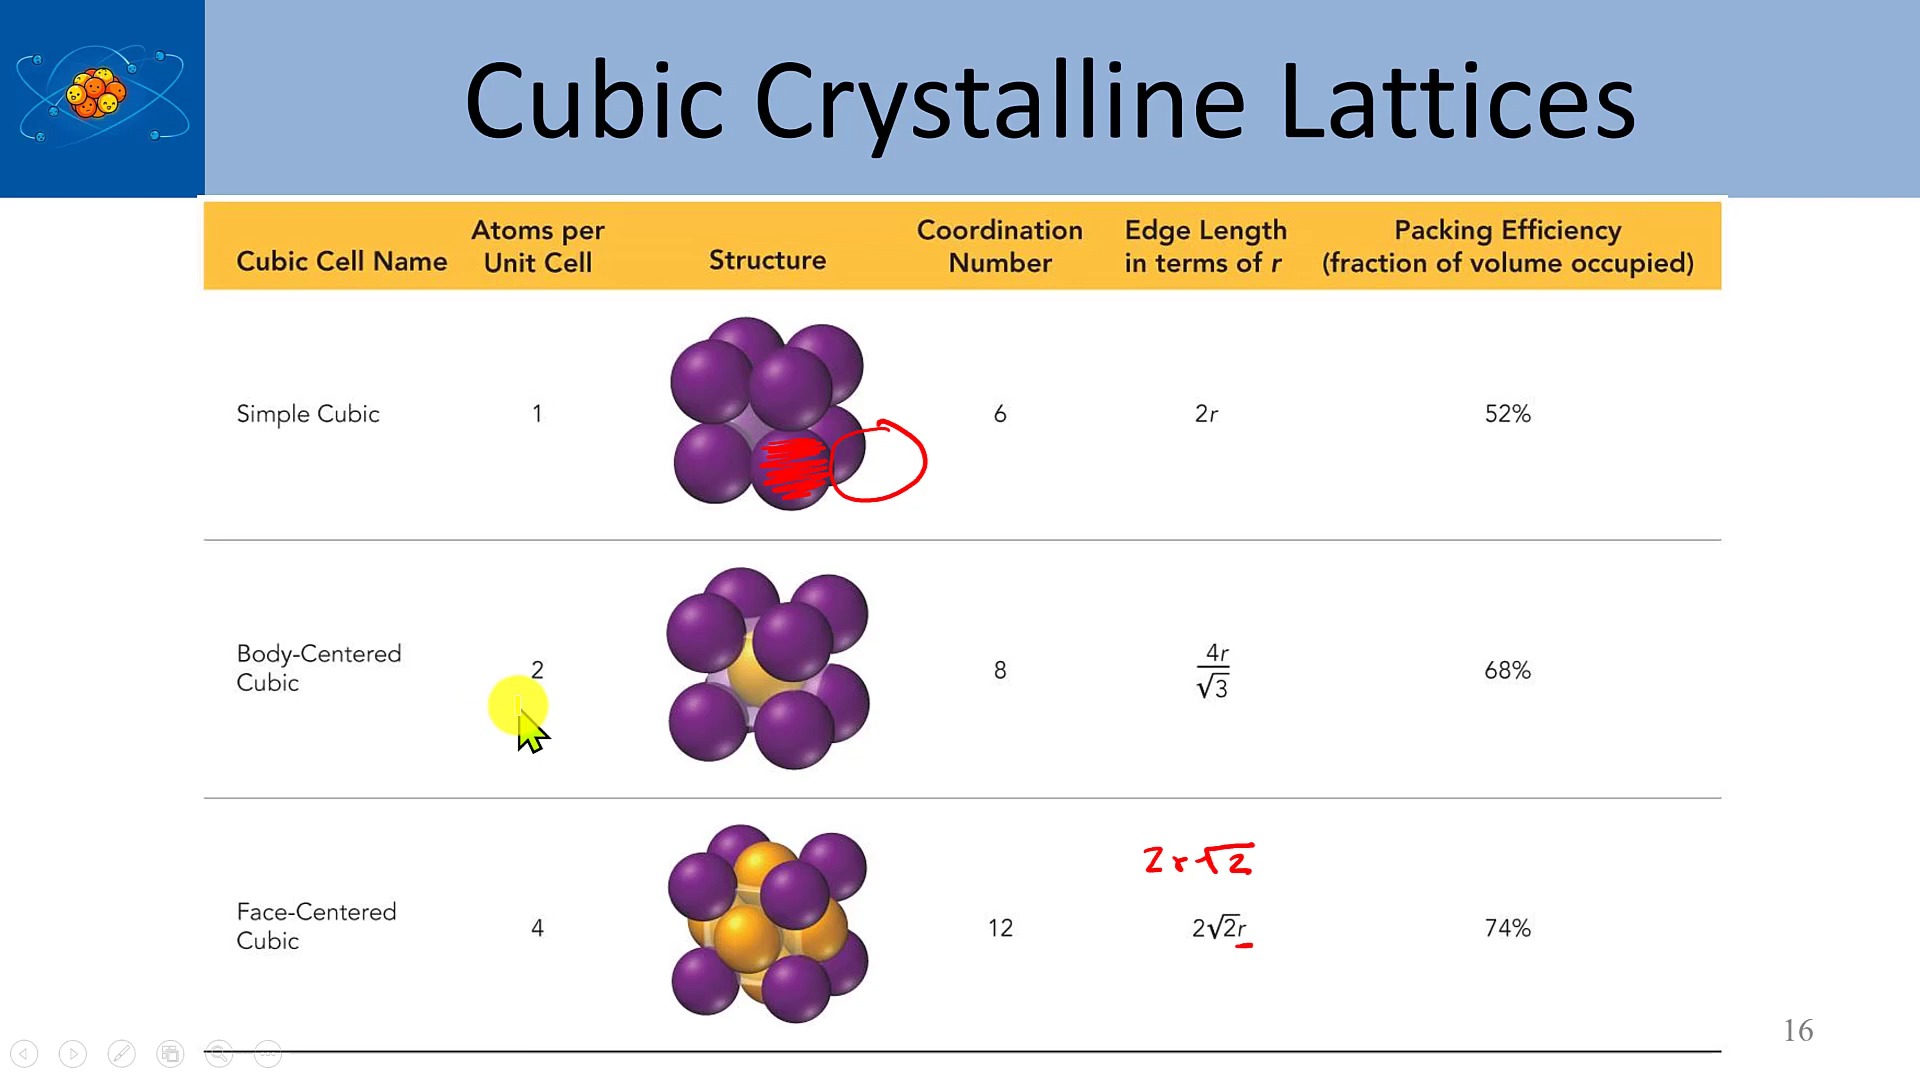 Cubic Crystalline Lattices
Cubic Cell Name
Atoms per
Unit Cell
Structure
Coordination
Number
Edge Length
in terms of r
Packing Efficiency
(fraction of volume occupied)
Simple Cubic
1
6
2r
52%
Body-Centered
Cubic
2
8
4r
√3
68%
2r√2
Face-Centered
Cubic
4
12
2√2r
74%
16